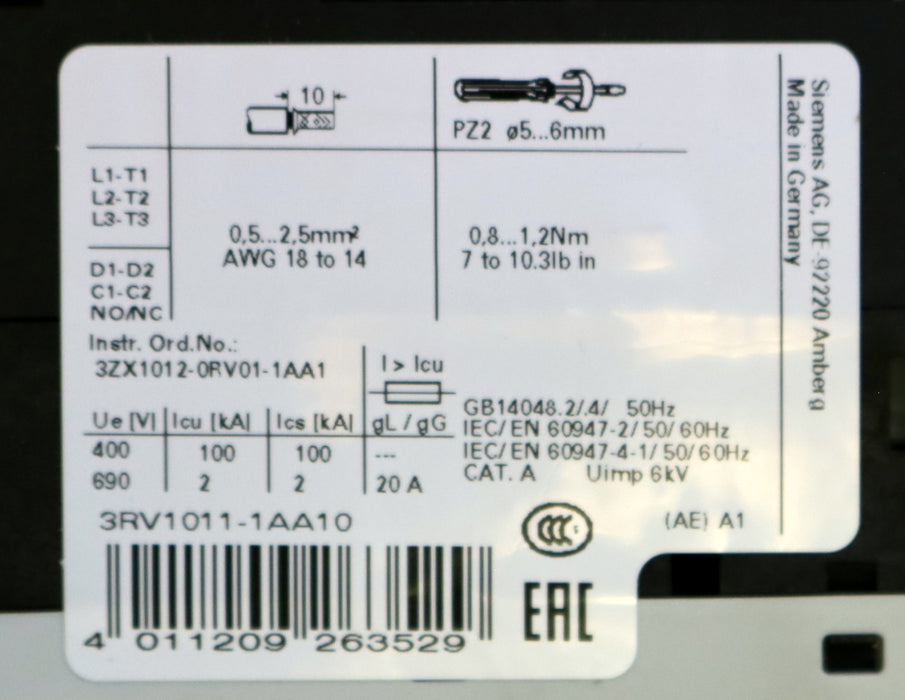 10
PZ2 ø5...6mm
L1-T1
L2-T2
L3-T3
D1-D2
C1-C2
NO/NC
0,5...2,5mm²
AWG 18 to 14
0,8...1,2Nm
7 to 10.3lb in
Instr. Ord.No.:
3ZX1012-0RV01-1AA1
I > Icu
Ue [V] Icu [kA] Ics [kA] gL / gG
400 100 100 ---
690 2 2 20 A
GB14048.2/.4/ 50Hz
IEC/ EN 60947-2/ 50/ 60Hz
IEC/ EN 60947-4-1/ 50/60Hz
CAT. A Uimp 6kV
3RV1011-1AA10
CCC S
(AE) A1
EAC
4 011209 263529
Siemens AG, DE-92220 Amberg
Made in Germany